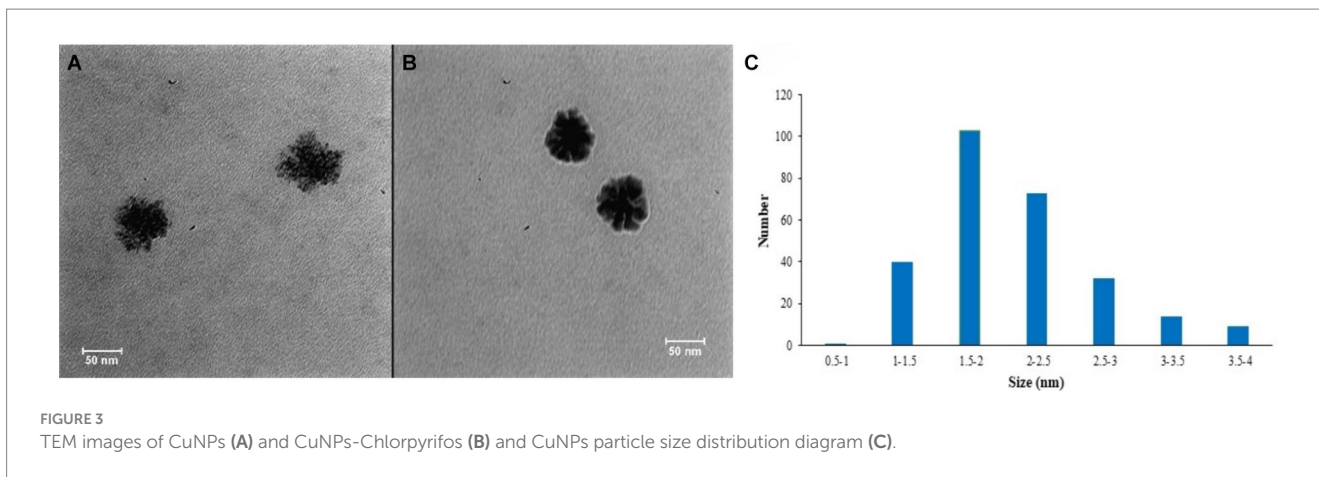 A
B
C
120
100
80
60
40
20
0
Number
0.5-1 1-1.5 1.5-2 2-2.5 2.5-3 3-3.5 3.5-4
Size (nm)
50 nm
50 nm
FIGURE 3
TEM images of CuNPs (A) and CuNPs-Chlorpyrifos (B) and CuNPs particle size distribution diagram (C).